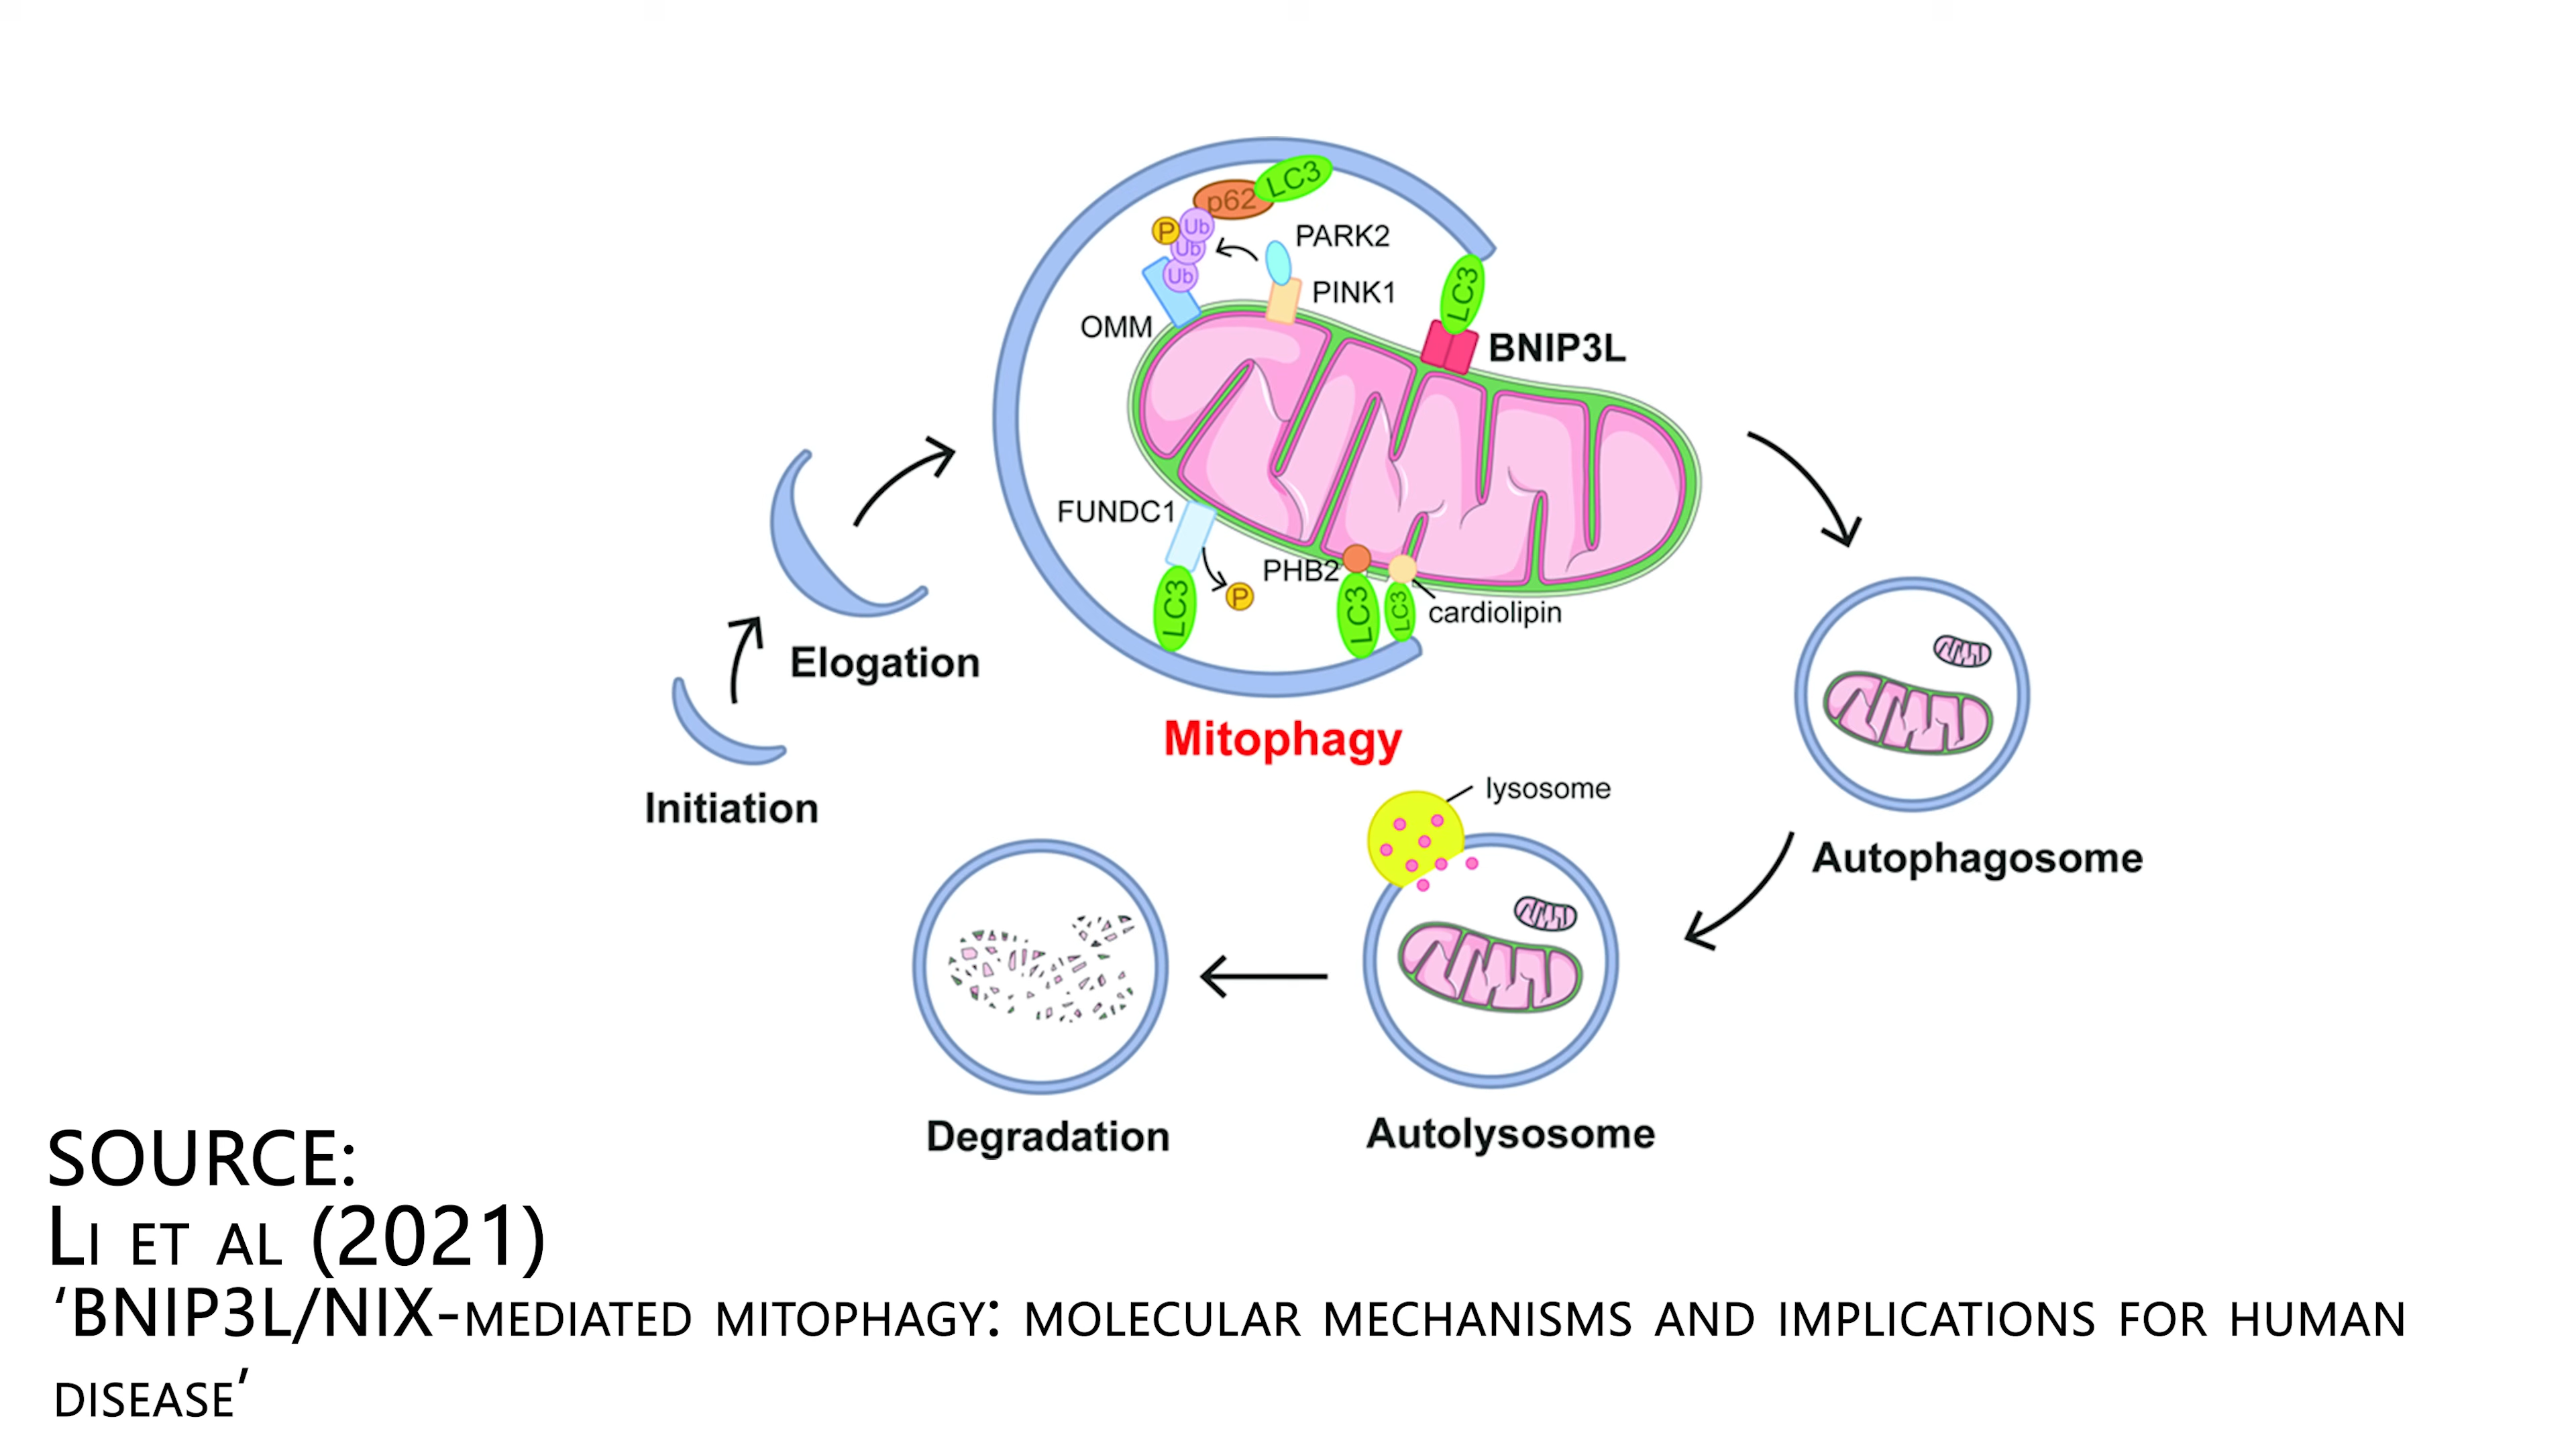 LC3
p62
P
Ub
Ub
Ub
PARK2
PINK1
OMM
LC3
BNIP3L
FUNDC1
LC3
P
PHB2
LC3
LC3
cardiolipin
Elogation
Initiation
Mitophagy
Autophagosome
lysosome
Autolysosome
Degradation
SOURCE:
LI ET AL (2021)
‘BNIP3L/NIX-MEDIATED MITOPHAGY: MOLECULAR MECHANISMS AND IMPLICATIONS FOR HUMAN
DISEASE’